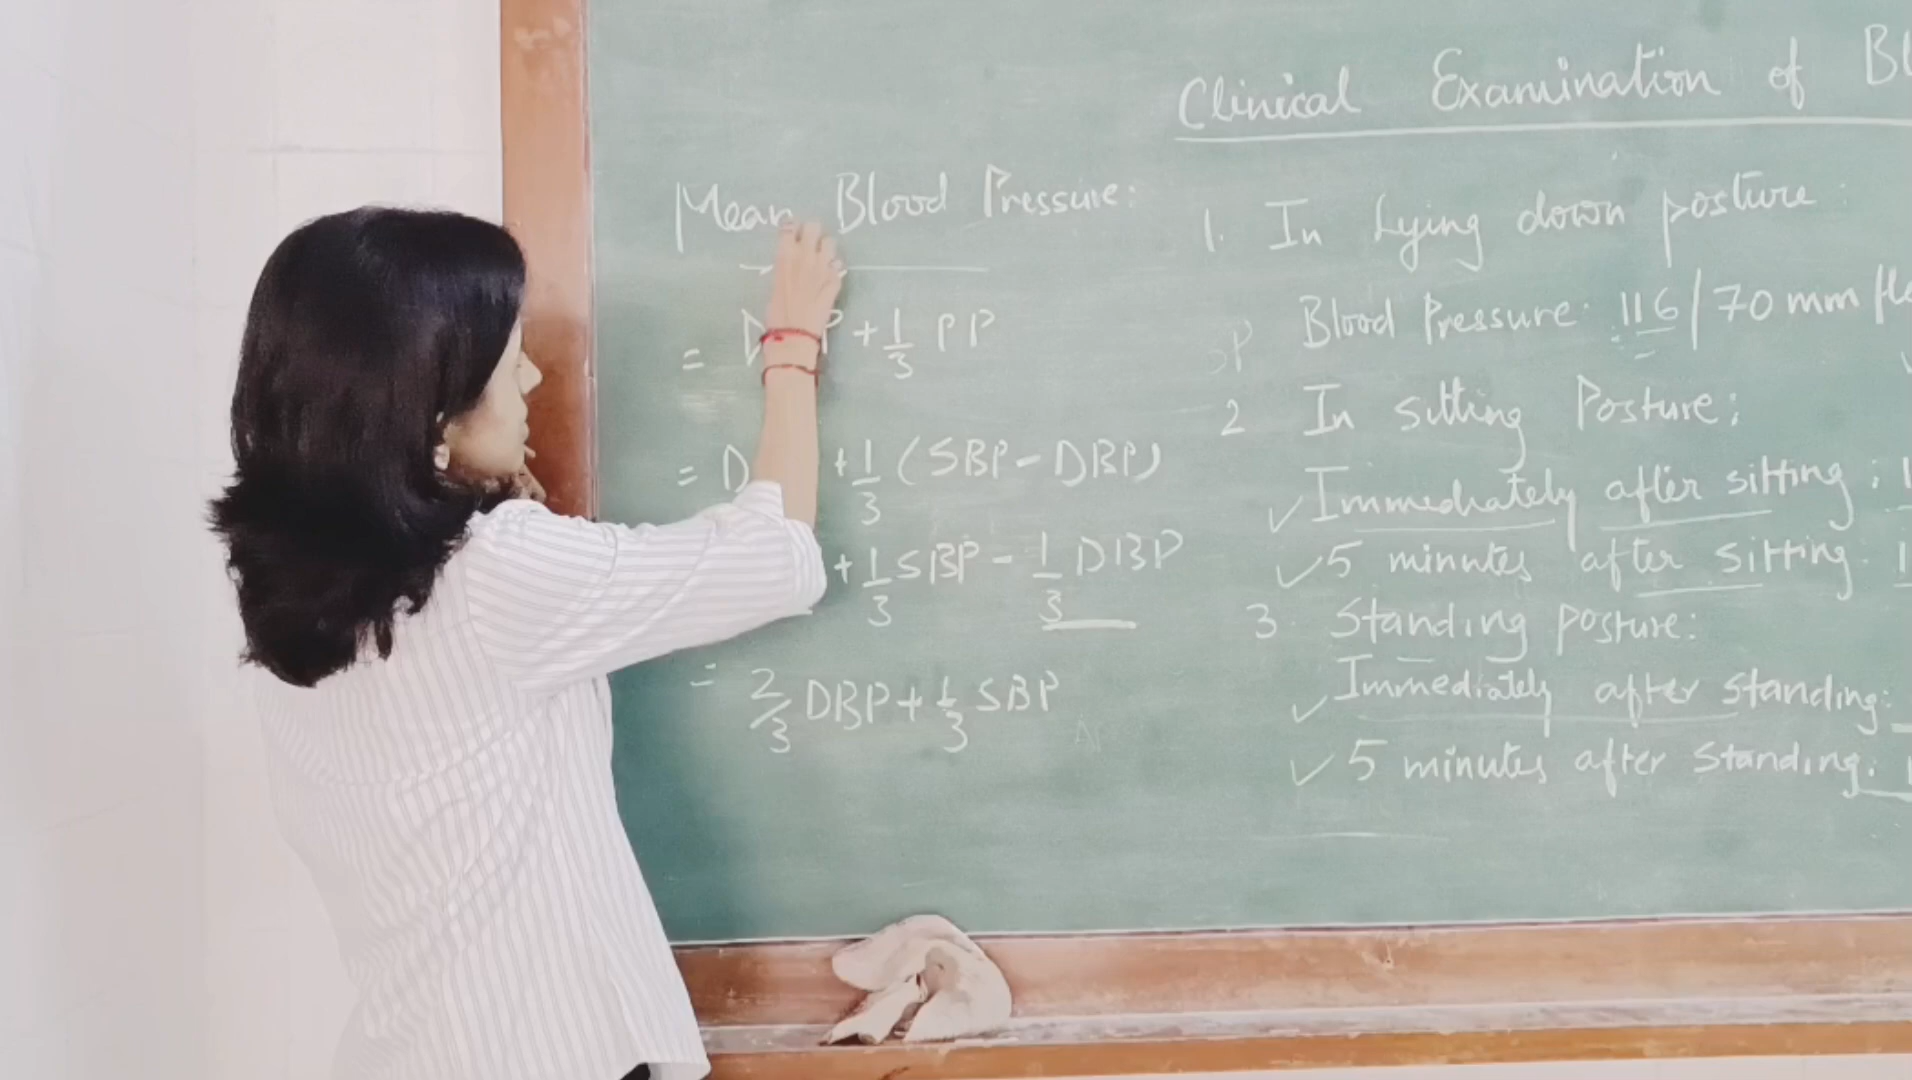 Clinical Examination of
Mean Blood Pressure:
= + 1/3 PP
= + 1/3 (SBP - DBP)
+ 1/3 SBP - 1/3 DBP
= 2/3 DBP + 1/3 SBP
1. In Lying down posture:
Blood Pressure: 116/70 mm
2 In sitting Posture:
✓ Immediately after sitting:
✓ 5 minutes after sitting.
3. Standing posture:
✓ Immediately after standing:
✓ 5 minutes after standing.